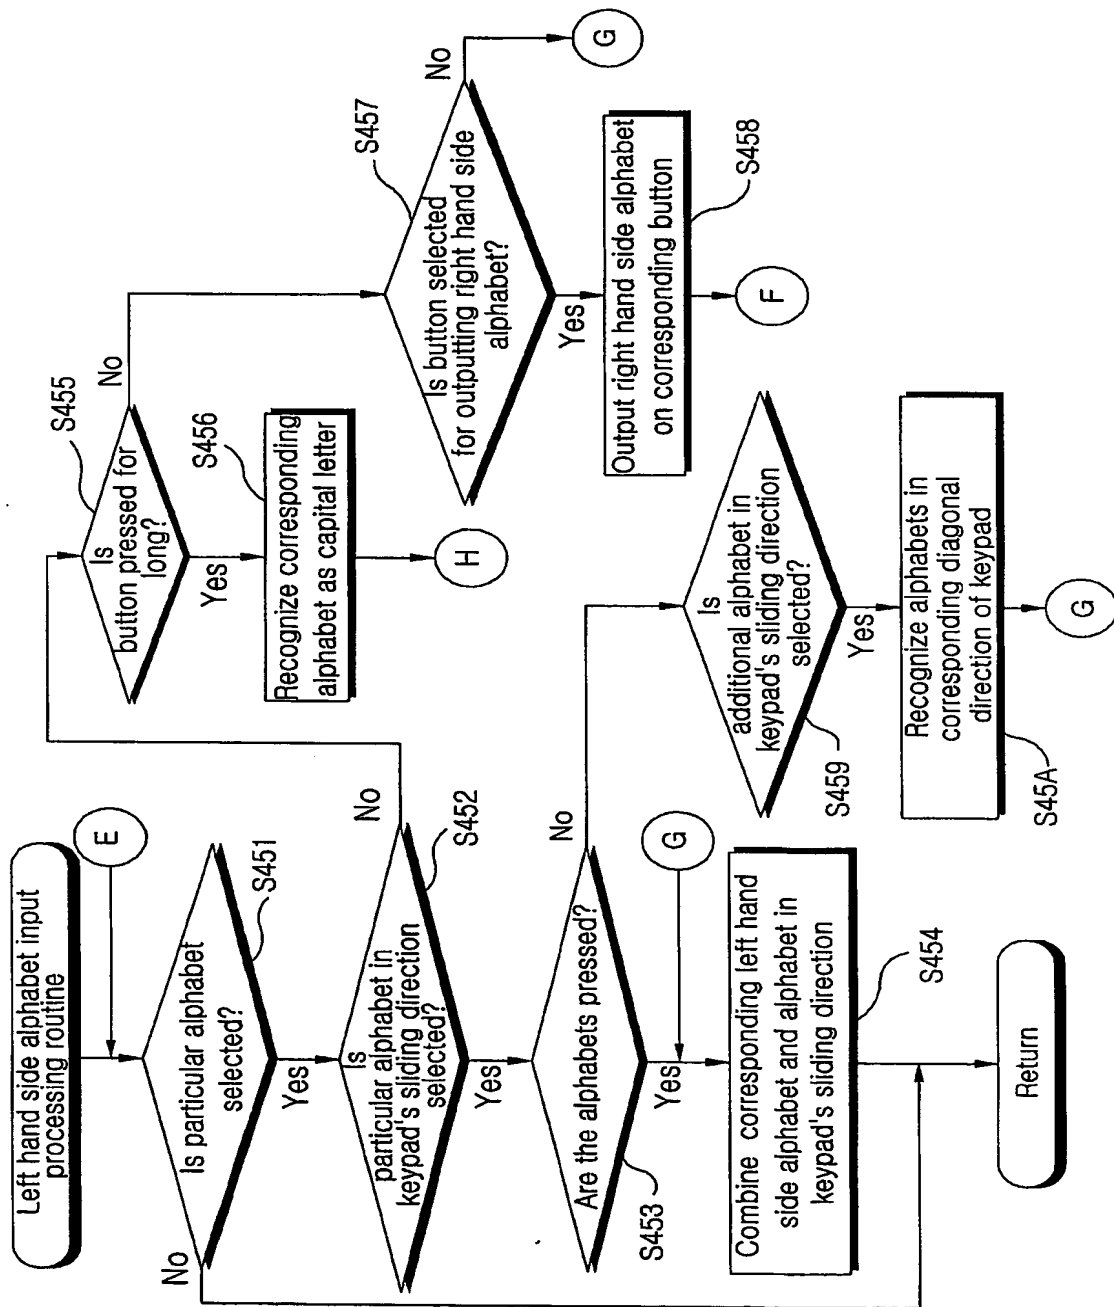 Left hand side alphabet input
processing routine
E
Is particular alphabet
selected?
S451
No
Yes
Is
particular alphabet in
keypad's sliding direction
selected?
S452
No
Yes
Are the alphabets pressed?
S453
No
Yes
G
Combine corresponding left hand
side alphabet and alphabet in
keypad's sliding direction
S454
Return
Is
button pressed for
long?
S455
No
Yes
Recognize corresponding
alphabet as capital letter
S456
H
Is button selected
for outputting right hand side
alphabet?
S457
No
G
Yes
Output right hand side alphabet
on corresponding button
S458
F
Is
additional alphabet in
keypad's sliding direction
selected?
S459
Yes
Recognize alphabets in
corresponding diagonal
direction of keypad
S45A
G